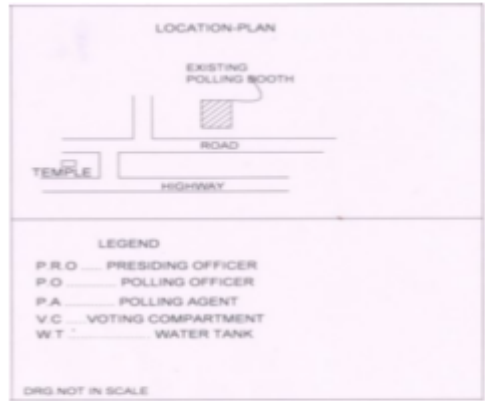 LOCATION-PLAN
EXISTING
POLLING BOOTH
ROAD
TEMPLE
HIGHWAY
LEGEND
P.R.O .... PRESIDING OFFICER
P.O ............ POLLING OFFICER
P.A ............. POLLING AGENT
V.C .....VOTING COMPARTMENT
W.T .................... WATER TANK
DRG.NOT IN SCALE